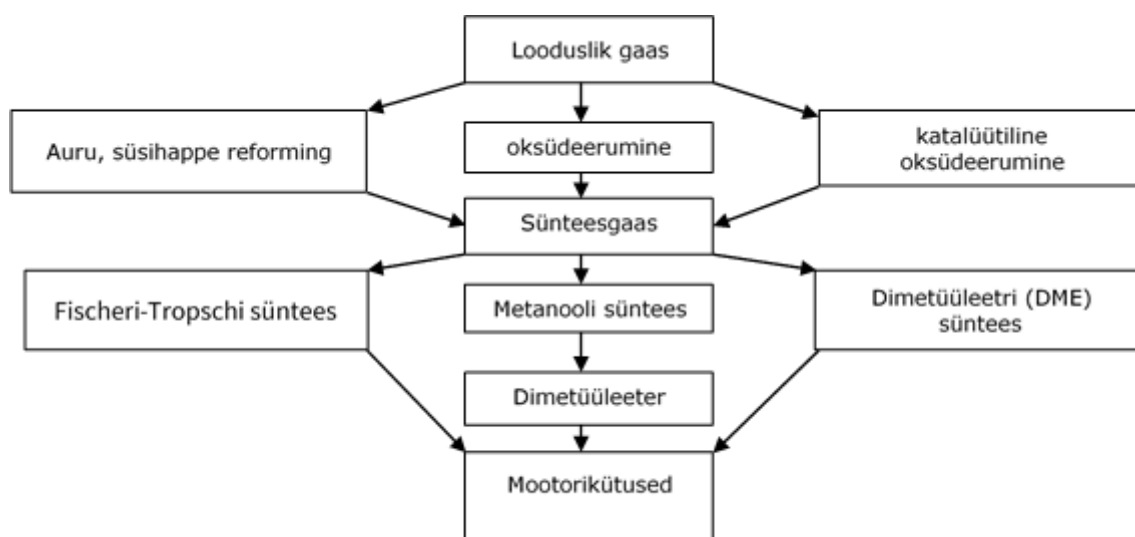 Looduslik gaas
Auru, süsihappe reforming
oksüdeerumine
katalüütiline
oksüdeerumine
Sünteesgaas
Fischeri-Tropschi süntees
Metanooli süntees
Dimetüüleetri (DME)
süntees
Dimetüüleeter
Mootorikütused